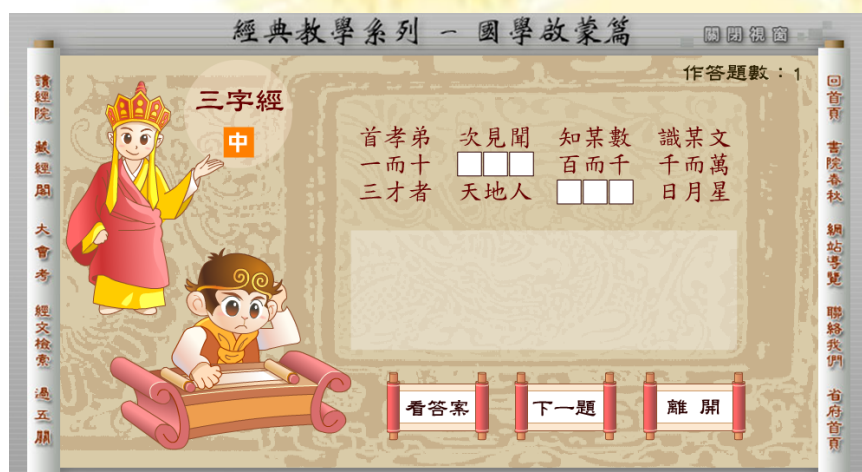 經典教學系列 － 國學啟蒙篇
關閉視窗
作答題數：1
三字經
中
首孝弟 次見聞 知某數 識某文
一而十 □□□ 百而千 千而萬
三才者 天地人 □□□ 日月星
看答案
下一題
離開
讀經院
藏經閣
大會考
經文檢索
過五關
回首頁
書院春秋
網站導覽
聯絡我們
省府首頁